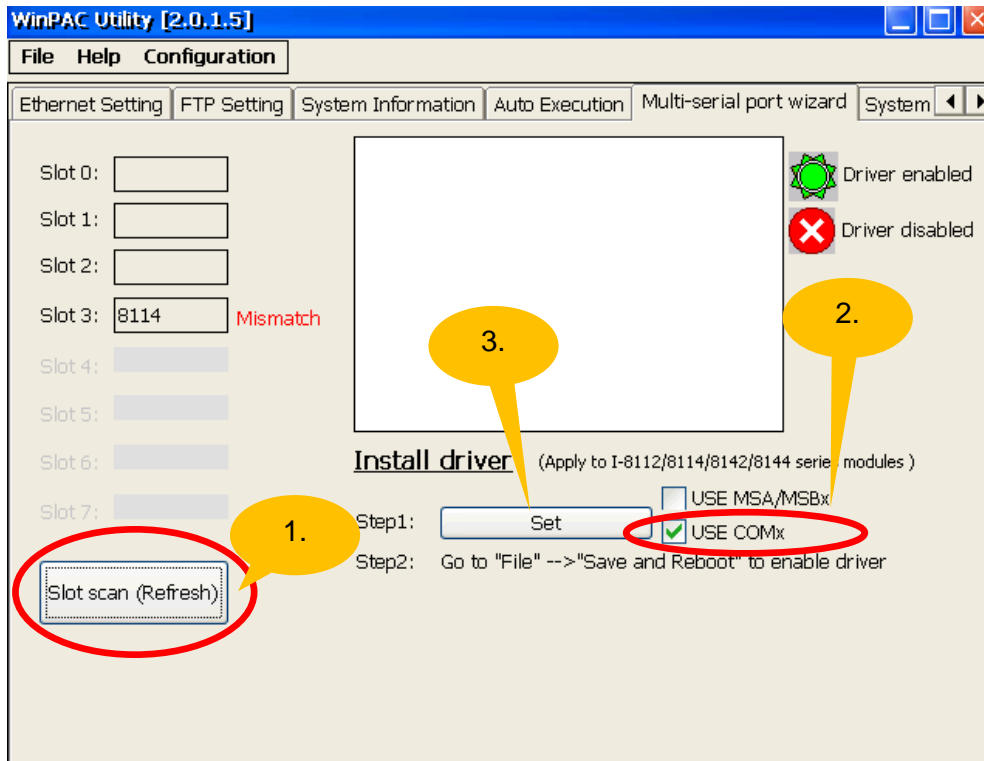 WinPAC Utility [2.0.1.5]
File Help Configuration
Ethernet Setting FTP Setting System Information Auto Execution Multi-serial port wizard System
Slot 0:
Driver enabled
Slot 1:
Driver disabled
Slot 2:
Slot 3: 8114 Mismatch
2.
3.
Slot 4:
Slot 5:
Slot 6:
Install driver (Apply to I-8112/8114/8142/8144 series modules )
USE MSA/MSBx
Slot 7:
1.
Step1: Set
USE COMx
Step2: Go to "File" -->"Save and Reboot" to enable driver
Slot scan (Refresh)